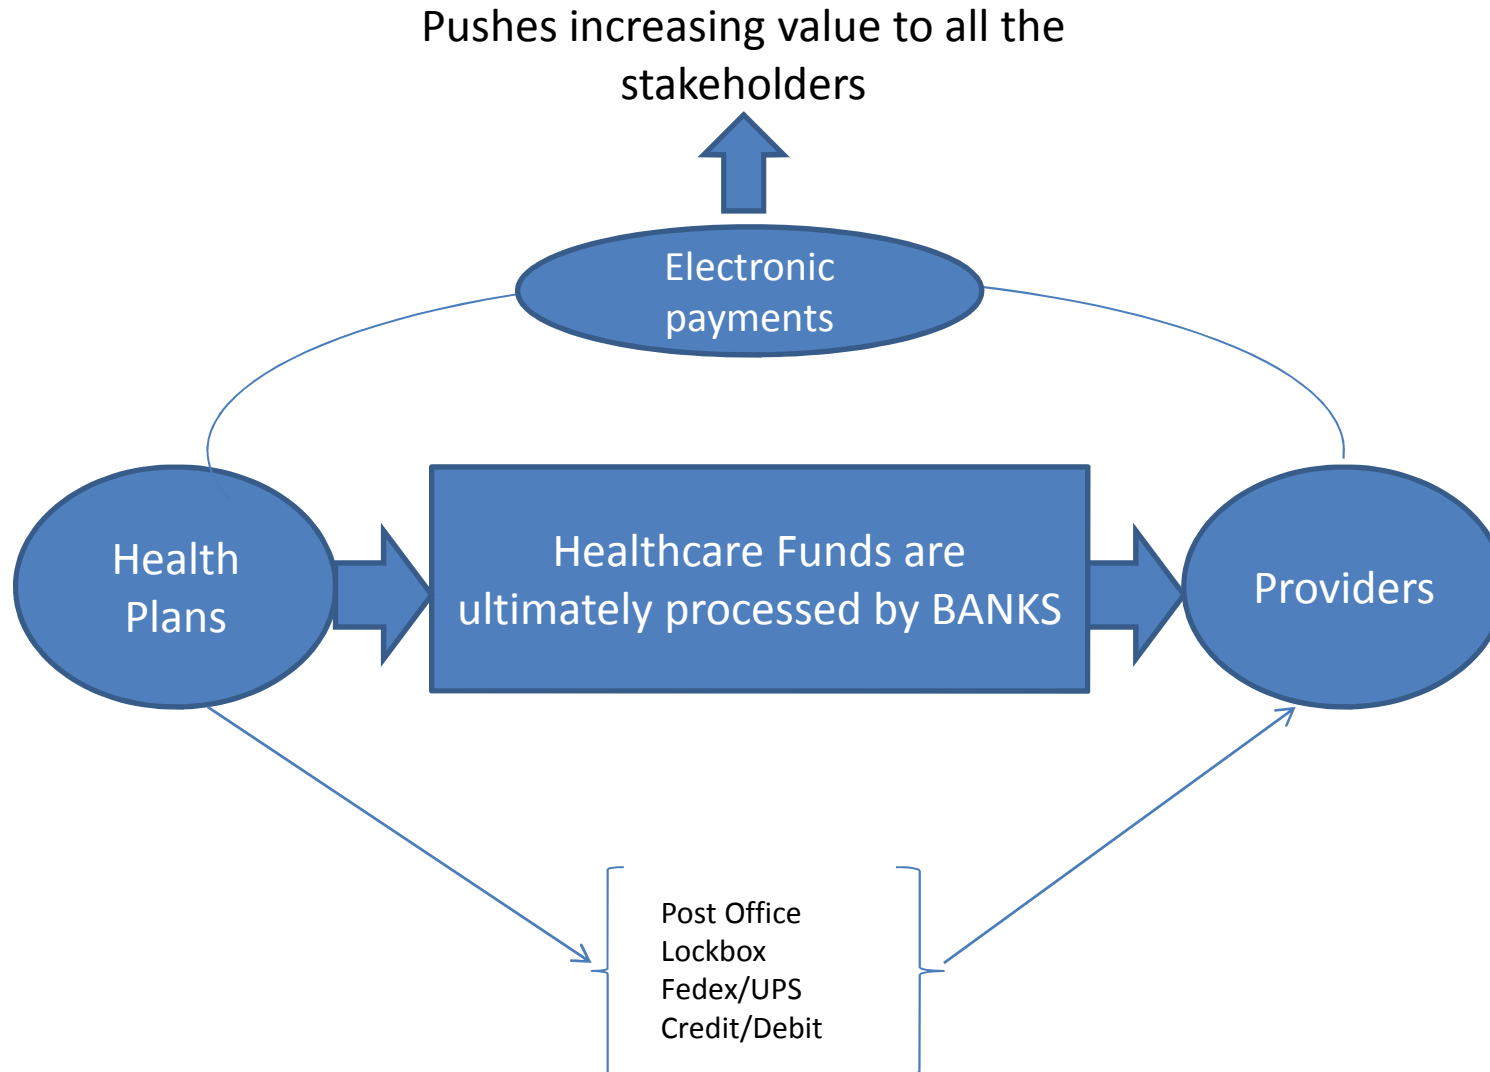 Pushes increasing value to all the
stakeholders
Electronic
payments
Health
Plans
Healthcare Funds are
ultimately processed by BANKS
Providers
Post Office
Lockbox
Fedex/UPS
Credit/Debit